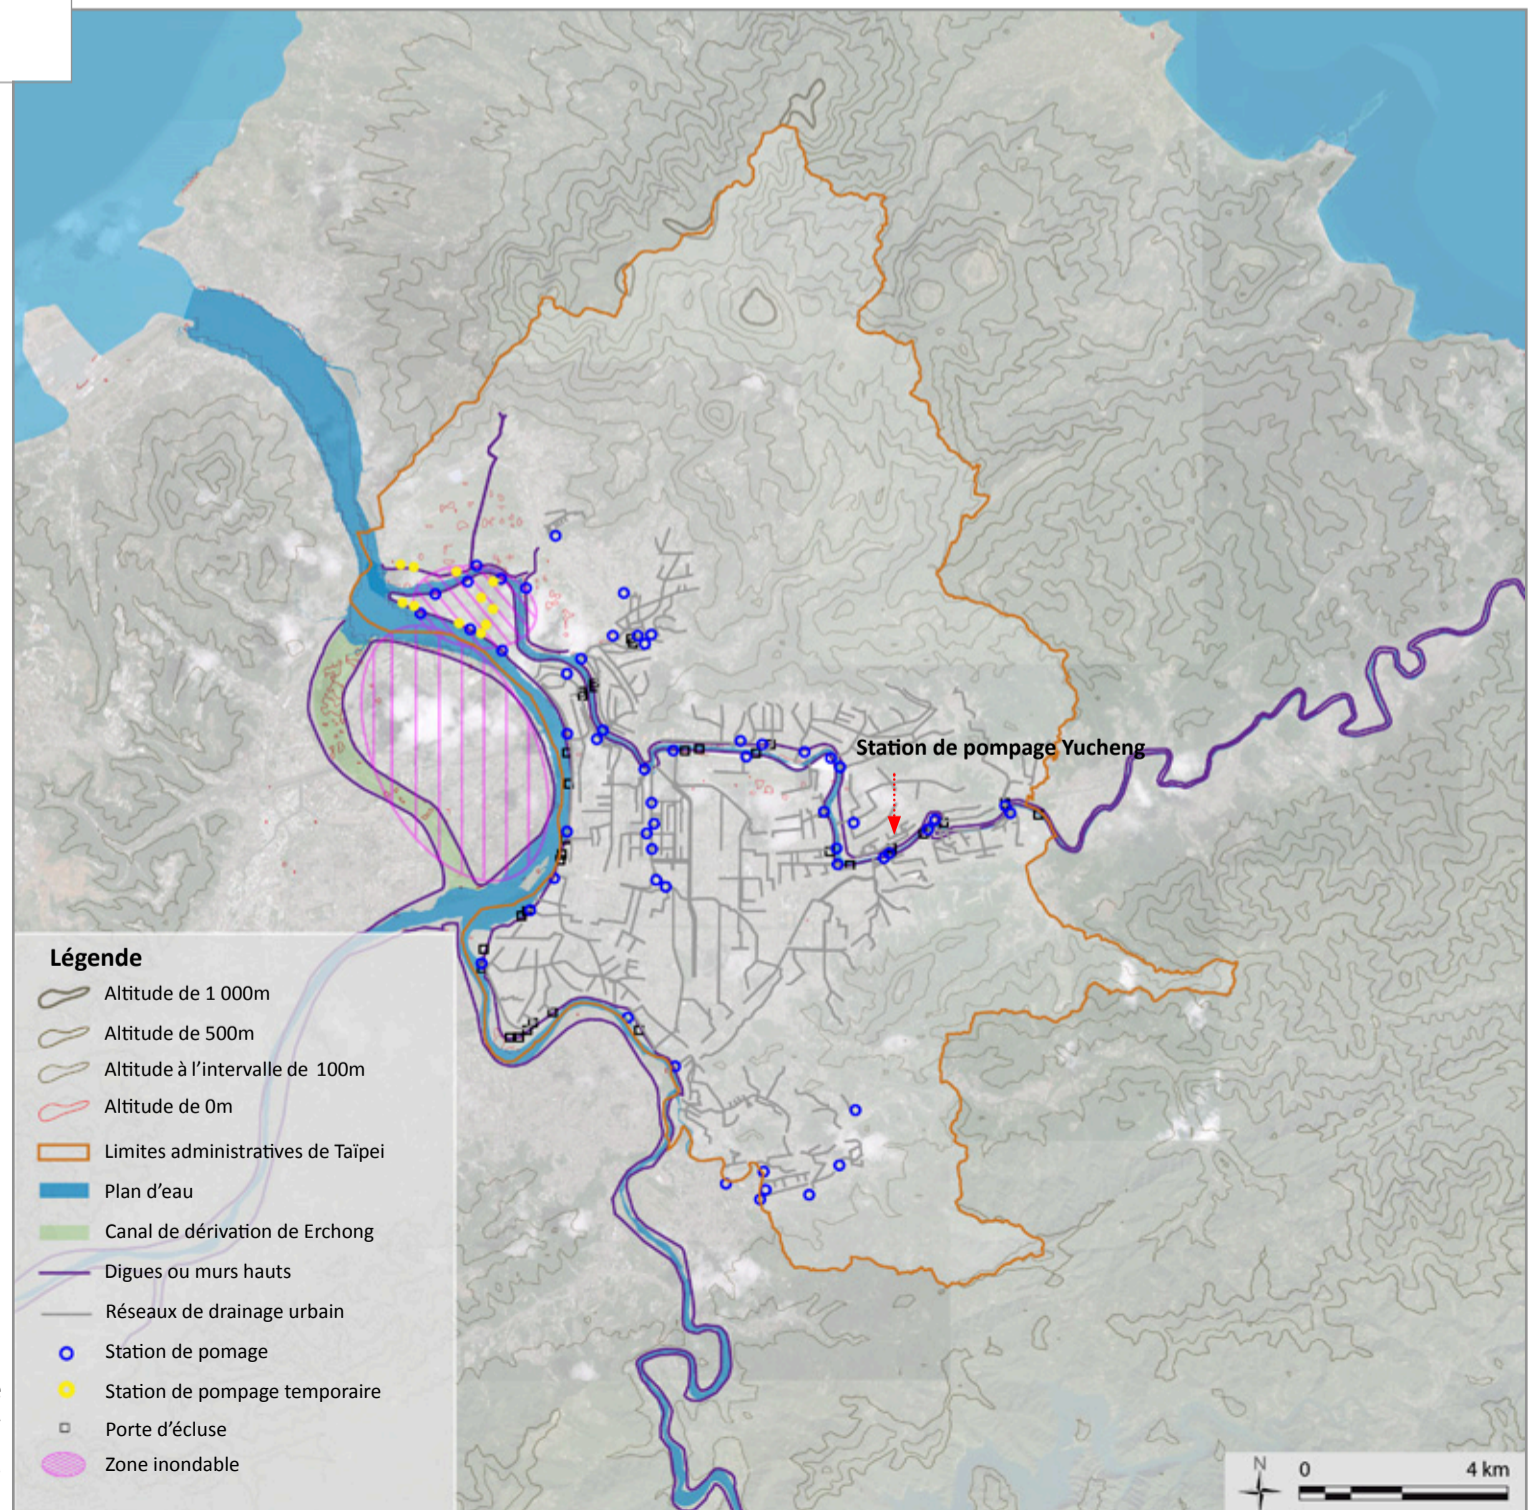 Station de pompage Yucheng
Légende
Altitude de 1 000m
Altitude de 500m
Altitude à l'intervalle de 100m
Altitude de 0m
Limites administratives de Taïpei
Plan d'eau
Canal de dérivation de Erchong
Digues ou murs hauts
Réseaux de drainage urbain
Station de pomage
Station de pompage temporaire
Porte d'écluse
Zone inondable
N
0 4 km